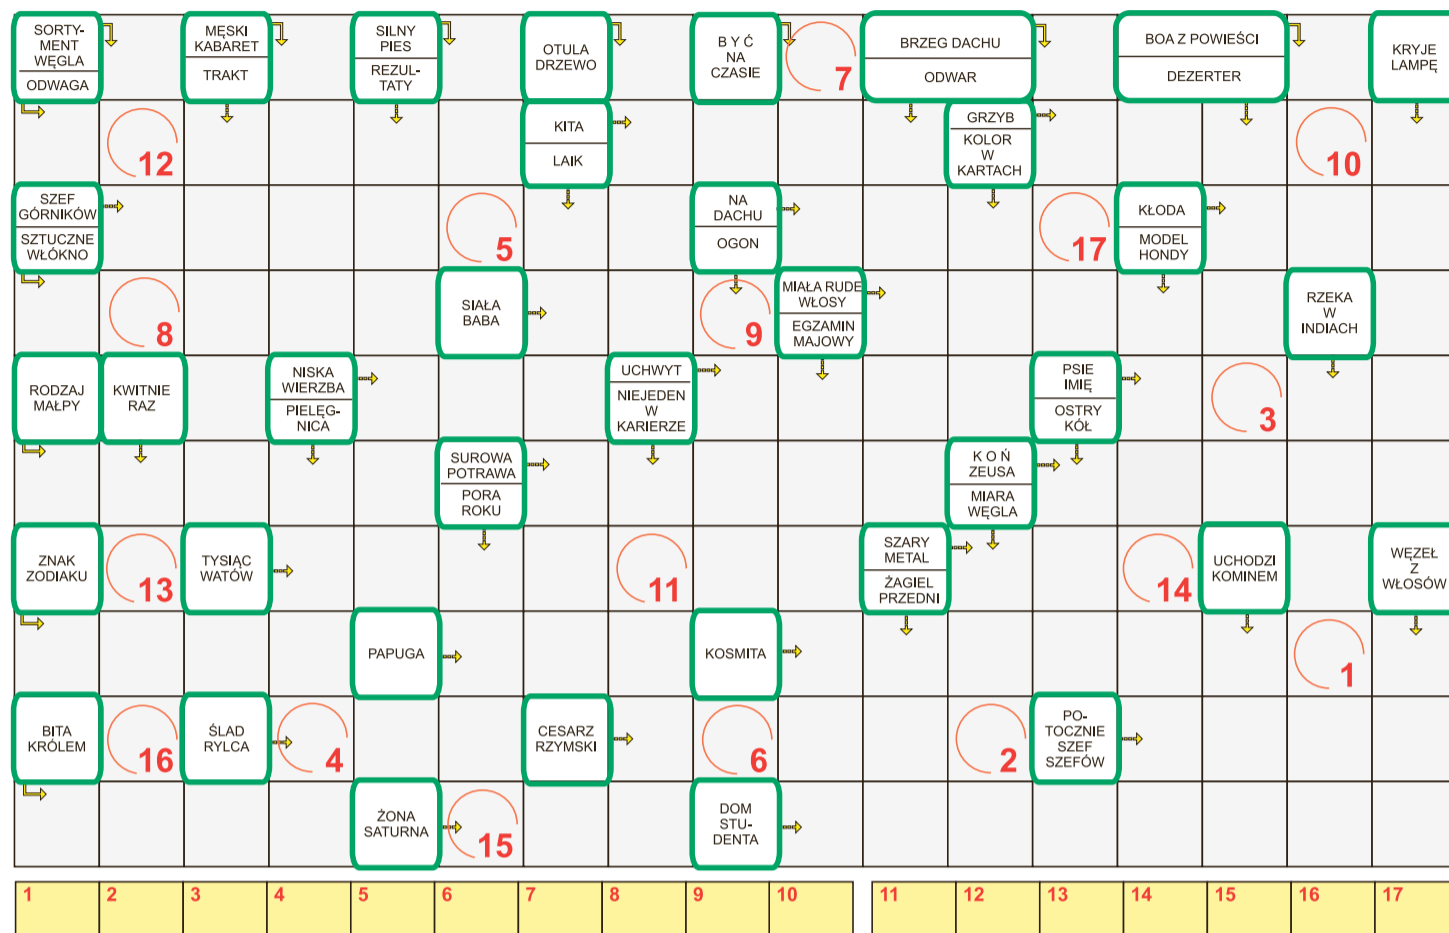 SORTY-
MENT
WĘGLA
ODWAGA
MĘSKI
KABARET
TRAKT
SILNY
PIES
REZUL-
TATY
OTULA
DRZEWO
B Y Ć
NA
CZASIE
7
BRZEG DACHU
ODWAR
BOA Z POWIEŚCI
DEZERTER
KRYJE
LAMPĘ
12
KITA
LAIK
GRZYB
KOLOR
W
KARTACH
10
SZEF
GÓRNIKÓW
SZTUCZNE
WŁÓKNO
5
NA
DACHU
OGON
17
KŁODA
MODEL
HONDY
8
SIAŁA
BABA
9
MIAŁA RUDE
WŁOSY
EGZAMIN
MAJOWY
RZEKA
W
INDIACH
RODZAJ
MAŁPY
KWITNIE
RAZ
NISKA
WIERZBA
PIELĘG-
NICA
UCHWYT
NIEJEDEN
W
KARIERZE
PSIE
IMIĘ
OSTRY
KÓŁ
3
SUROWA
POTRAWA
PORA
ROKU
K O Ń
ZEUSA
MIARA
WĘGLA
ZNAK
ZODIAKU
13
TYSIĄC
WATÓW
11
SZARY
METAL
ŻAGIEL
PRZEDNI
14
UCHODZI
KOMINEM
WĘZEŁ
Z
WŁOSÓW
PAPUGA
KOSMITA
1
BITA
KRÓLEM
16
ŚLAD
RYLCA
4
CESARZ
RZYMSKI
6
2
PO-
TOCZNIE
SZEF
SZEFÓW
ŻONA
SATURNA
15
DOM
STU-
DENTA
1 2 3 4 5 6 7 8 9 10 11 12 13 14 15 16 17